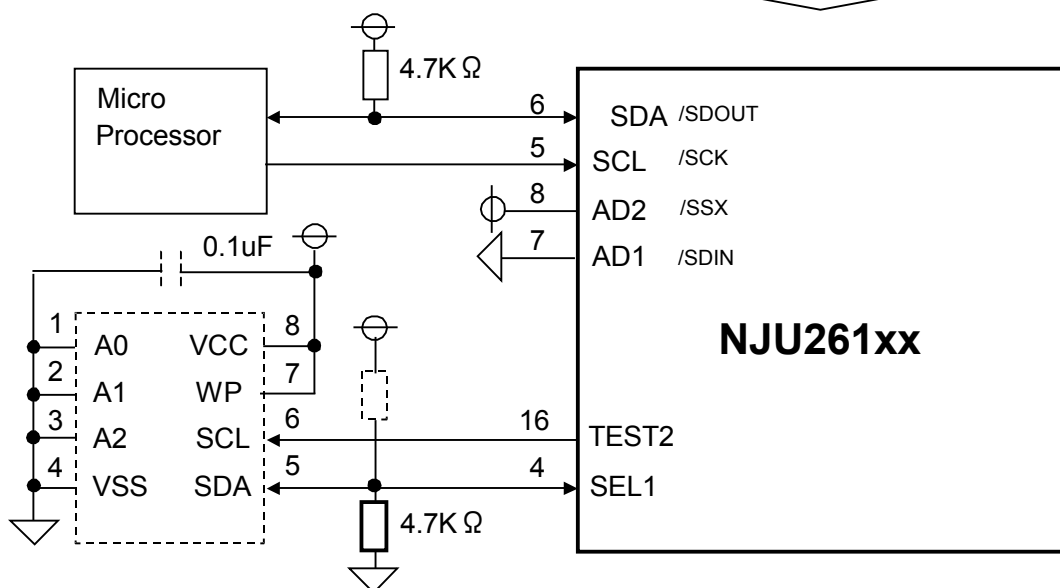 4.7K Ω
Micro
Processor
6
SDA /SDOUT
5
SCL /SCK
8
AD2 /SSX
7
AD1 /SDIN
0.1uF
NJU261xx
1
A0
VCC
8
2
A1
WP
7
3
A2
SCL
6
4
VSS
SDA
5
16
TEST2
4
SEL1
4.7K Ω